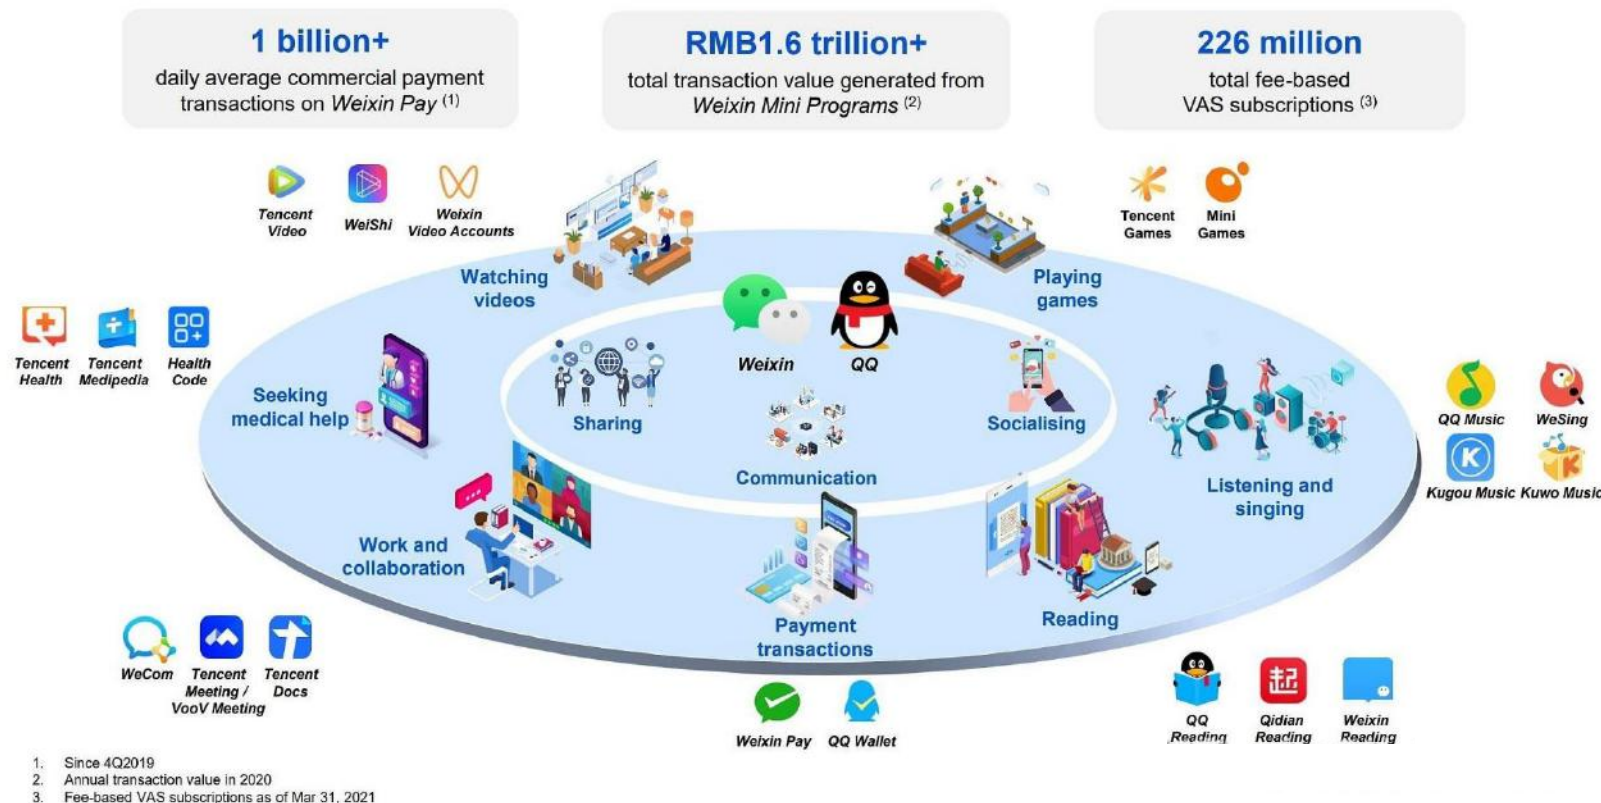 1 billion+
daily average commercial payment
transactions on Weixin Pay (1)
RMB1.6 trillion+
total transaction value generated from
Weixin Mini Programs (2)
226 million
total fee-based
VAS subscriptions (3)
Tencent
Video
WeiShi
Weixin
Video Accounts
Tencent
Games
Mini
Games
Watching
videos
Playing
games
Weixin
QQ
Tencent
Health
Tencent
Medipedia
Health
Code
Seeking
medical help
Sharing
Socialising
Communication
Listening and
singing
QQ Music
WeSing
K
Kugou Music
K
Kuwo Music
Work and
collaboration
Payment
transactions
Reading
WeCom
Tencent
Meeting /
VooV Meeting
Tencent
Docs
Weixin Pay
QQ Wallet
QQ
Reading
起
Qidian
Reading
Weixin
Reading
1. Since 4Q2019
2. Annual transaction value in 2020
3. Fee-based VAS subscriptions as of Mar 31, 2021